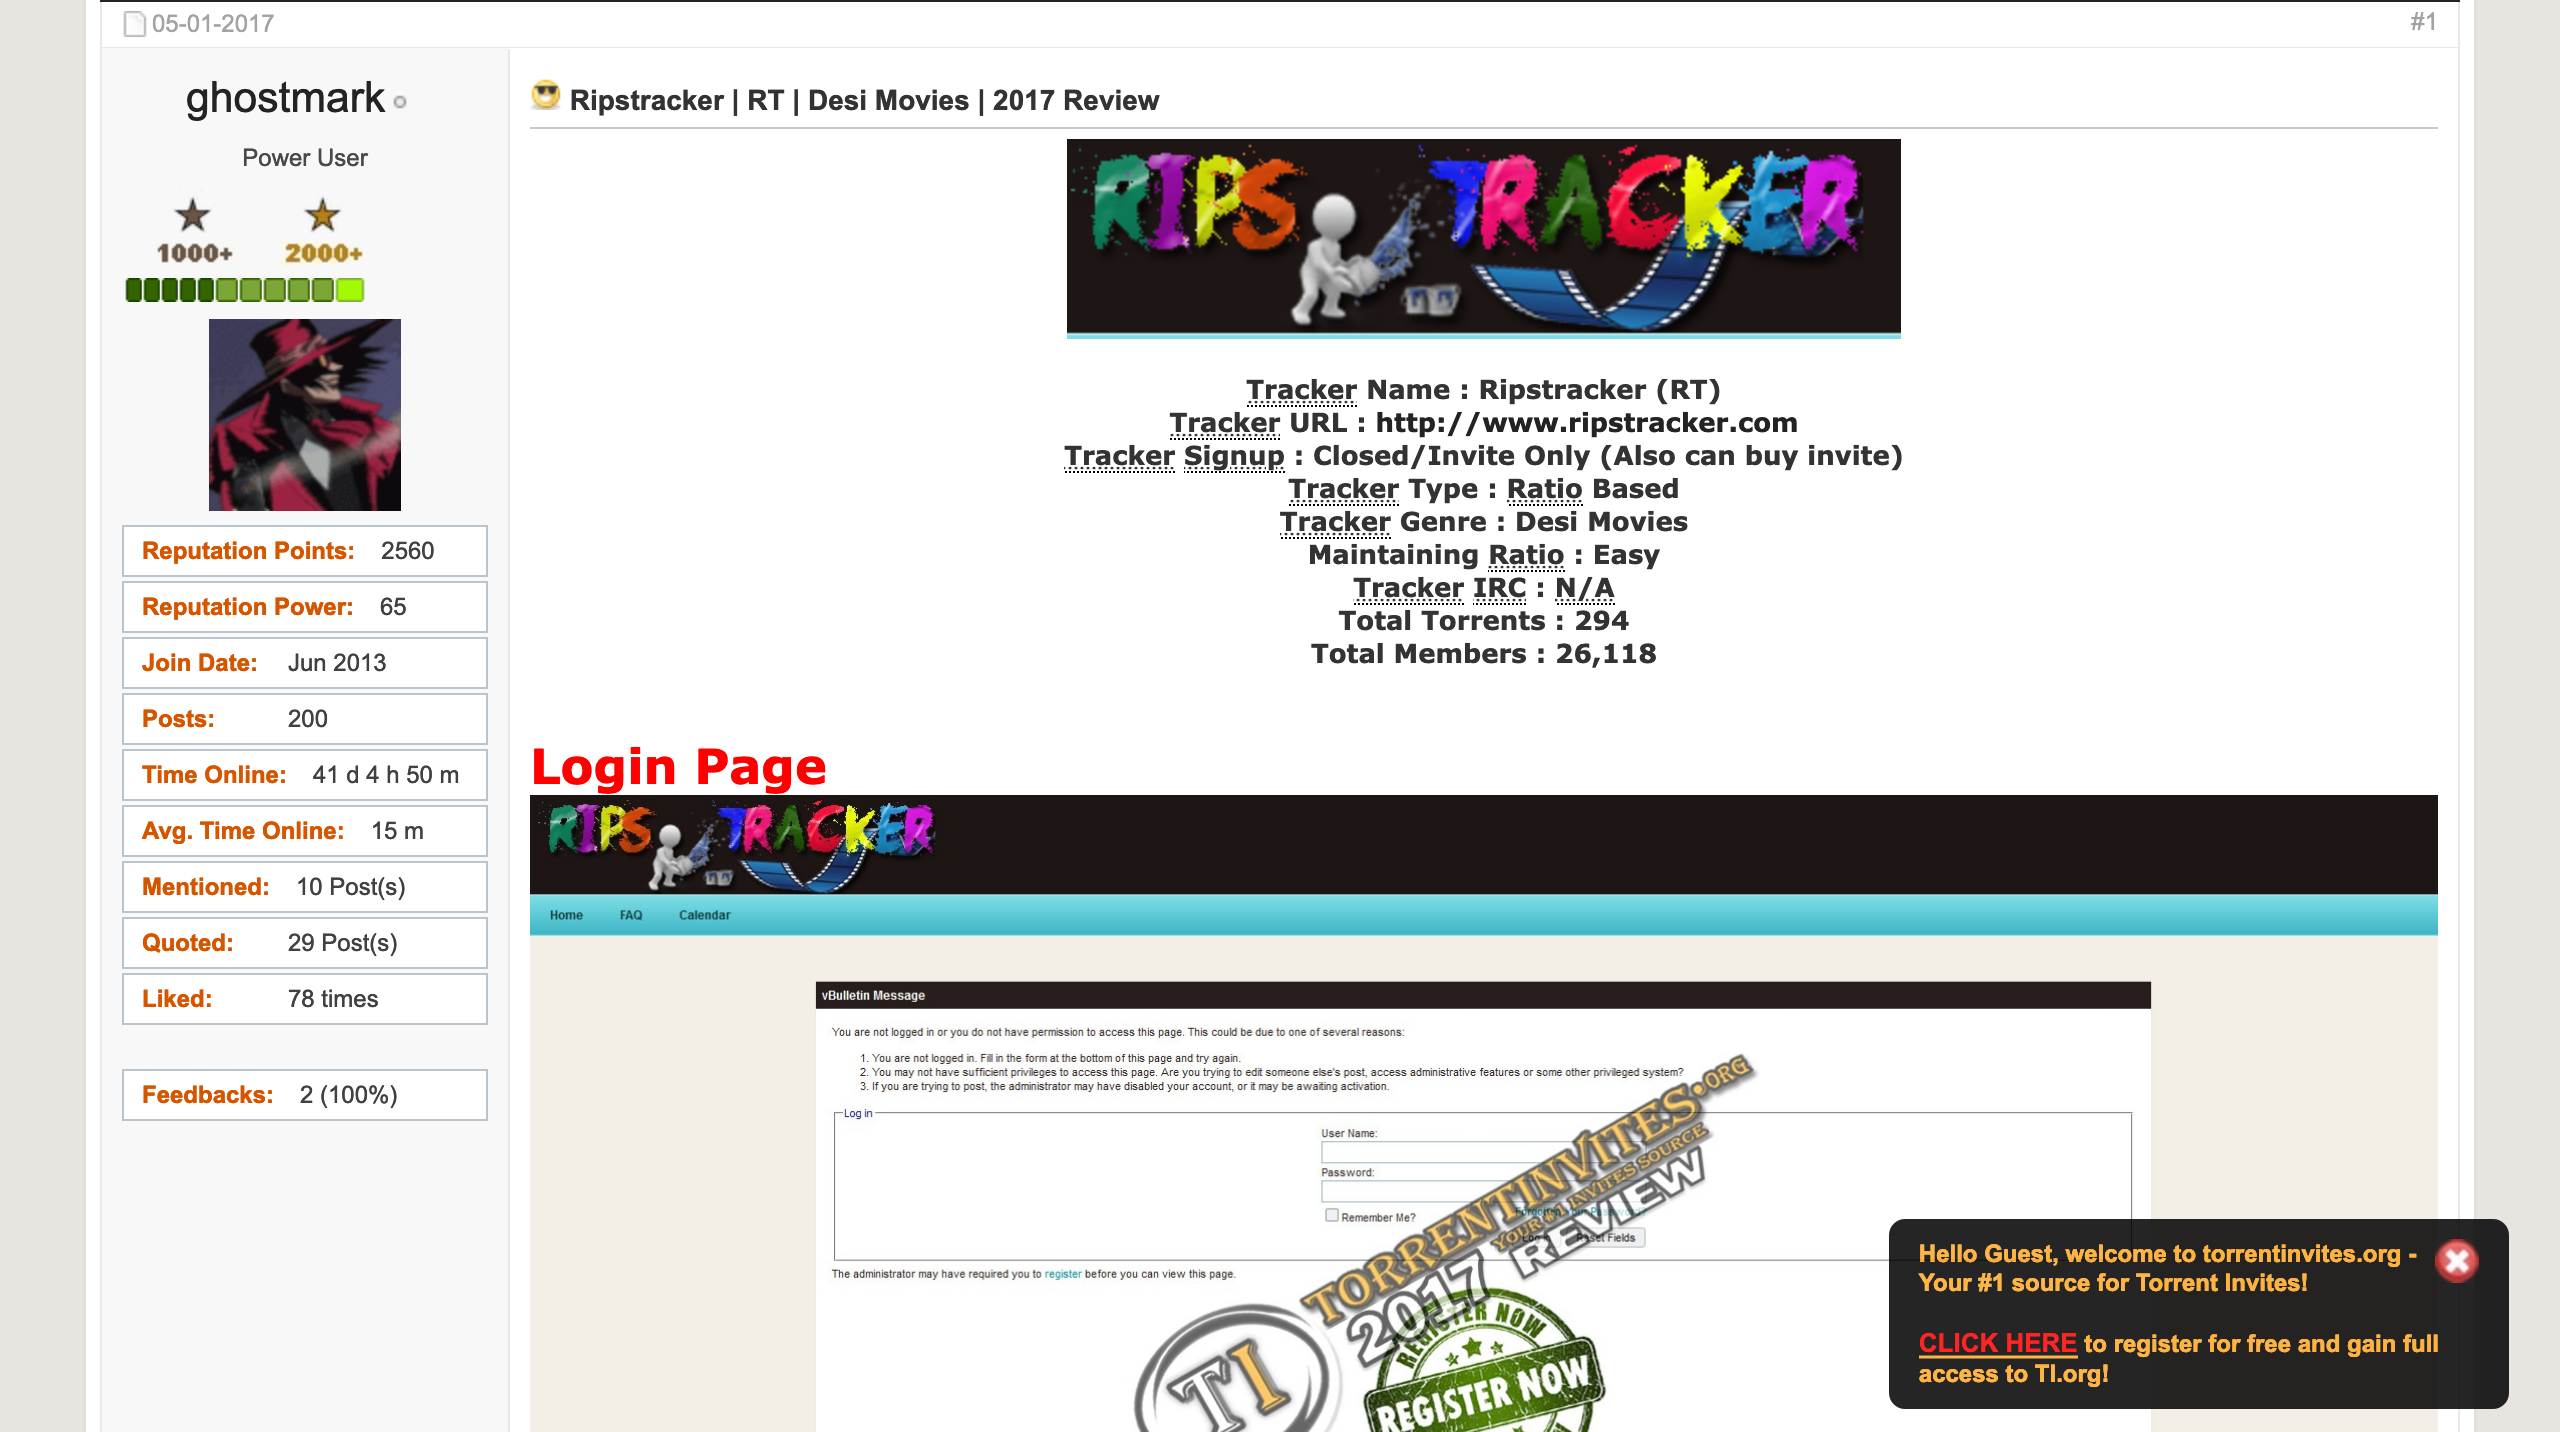 05-01-2017
#1
ghostmark
Power User
1000+ 2000+
Reputation Points: 2560
Reputation Power: 65
Join Date: Jun 2013
Posts: 200
Time Online: 41 d 4 h 50 m
Avg. Time Online: 15 m
Mentioned: 10 Post(s)
Quoted: 29 Post(s)
Liked: 78 times
Feedbacks: 2 (100%)
Ripstracker | RT | Desi Movies | 2017 Review
RIPS TRACKER
Tracker Name : Ripstracker (RT)
Tracker URL : http://www.ripstracker.com
Tracker Signup : Closed/Invite Only (Also can buy invite)
Tracker Type : Ratio Based
Tracker Genre : Desi Movies
Maintaining Ratio : Easy
Tracker IRC : N/A
Total Torrents : 294
Total Members : 26,118
Login Page
RIPS TRACKER
Home FAQ Calendar
vBulletin Message
You are not logged in or you do not have permission to access this page. This could be due to one of several reasons:
1. You are not logged in. Fill in the form at the bottom of this page and try again.
2. You may not have sufficient privileges to access this page. Are you trying to edit someone else's post, access administrative features or some other privileged system?
3. If you are trying to post, the administrator may have disabled your account, or it may be awaiting activation.
Log in
User Name:
Password:
Remember Me?
Forgotten Your Password?
Log in Reset Fields
The administrator may have required you to register before you can view this page.
TORRENTINVITES.ORG
YOUR #1 INVITES SOURCE
2017 REVIEW
TI
REGISTER NOW
REGISTER NOW
Hello Guest, welcome to torrentinvites.org -
Your #1 source for Torrent Invites!
CLICK HERE to register for free and gain full
access to TI.org!